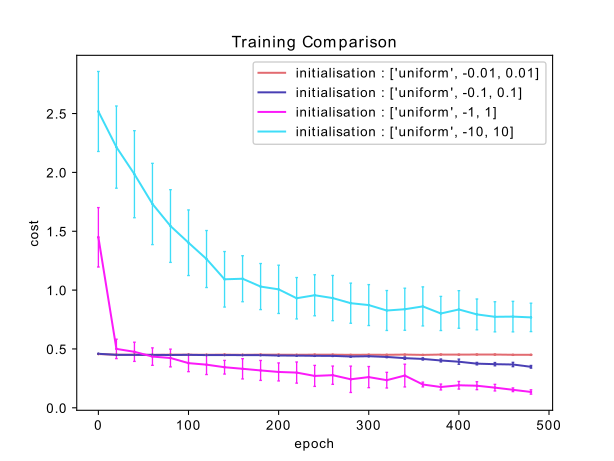 Training Comparison
initialisation : ['uniform', -0.01, 0.01]
initialisation : ['uniform', -0.1, 0.1]
initialisation : ['uniform', -1, 1]
initialisation : ['uniform', -10, 10]
cost
2.5
2.0
1.5
1.0
0.5
0.0
0 100 200 300 400 500
epoch